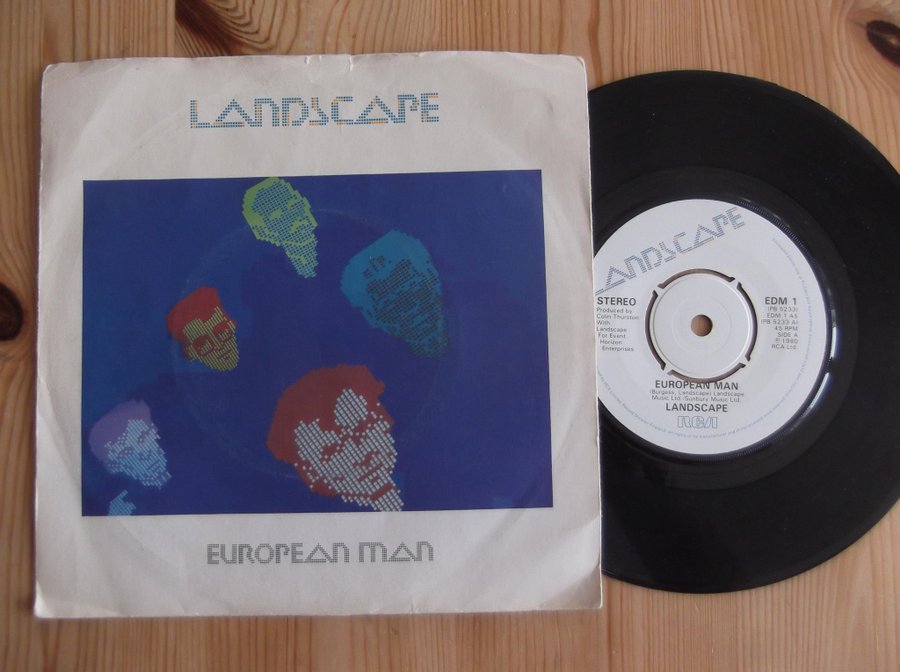 LANDSCAPE
EUROPEAN MAN
ANDSCAPE
STEREO
Produced by
Colin Thurston
With
Landscape
For Event
Horizon
Enterprises
EDM 1
(PB 5233)
EDM 1 45
(PB 5233 A)
45 RPM
SIDE A
℗ 1980
RCA Ltd.
EUROPEAN MAN
(Burgess, Landscape) Landscape
Music Ltd. /Sunbury Music Ltd.
LANDSCAPE
RCA